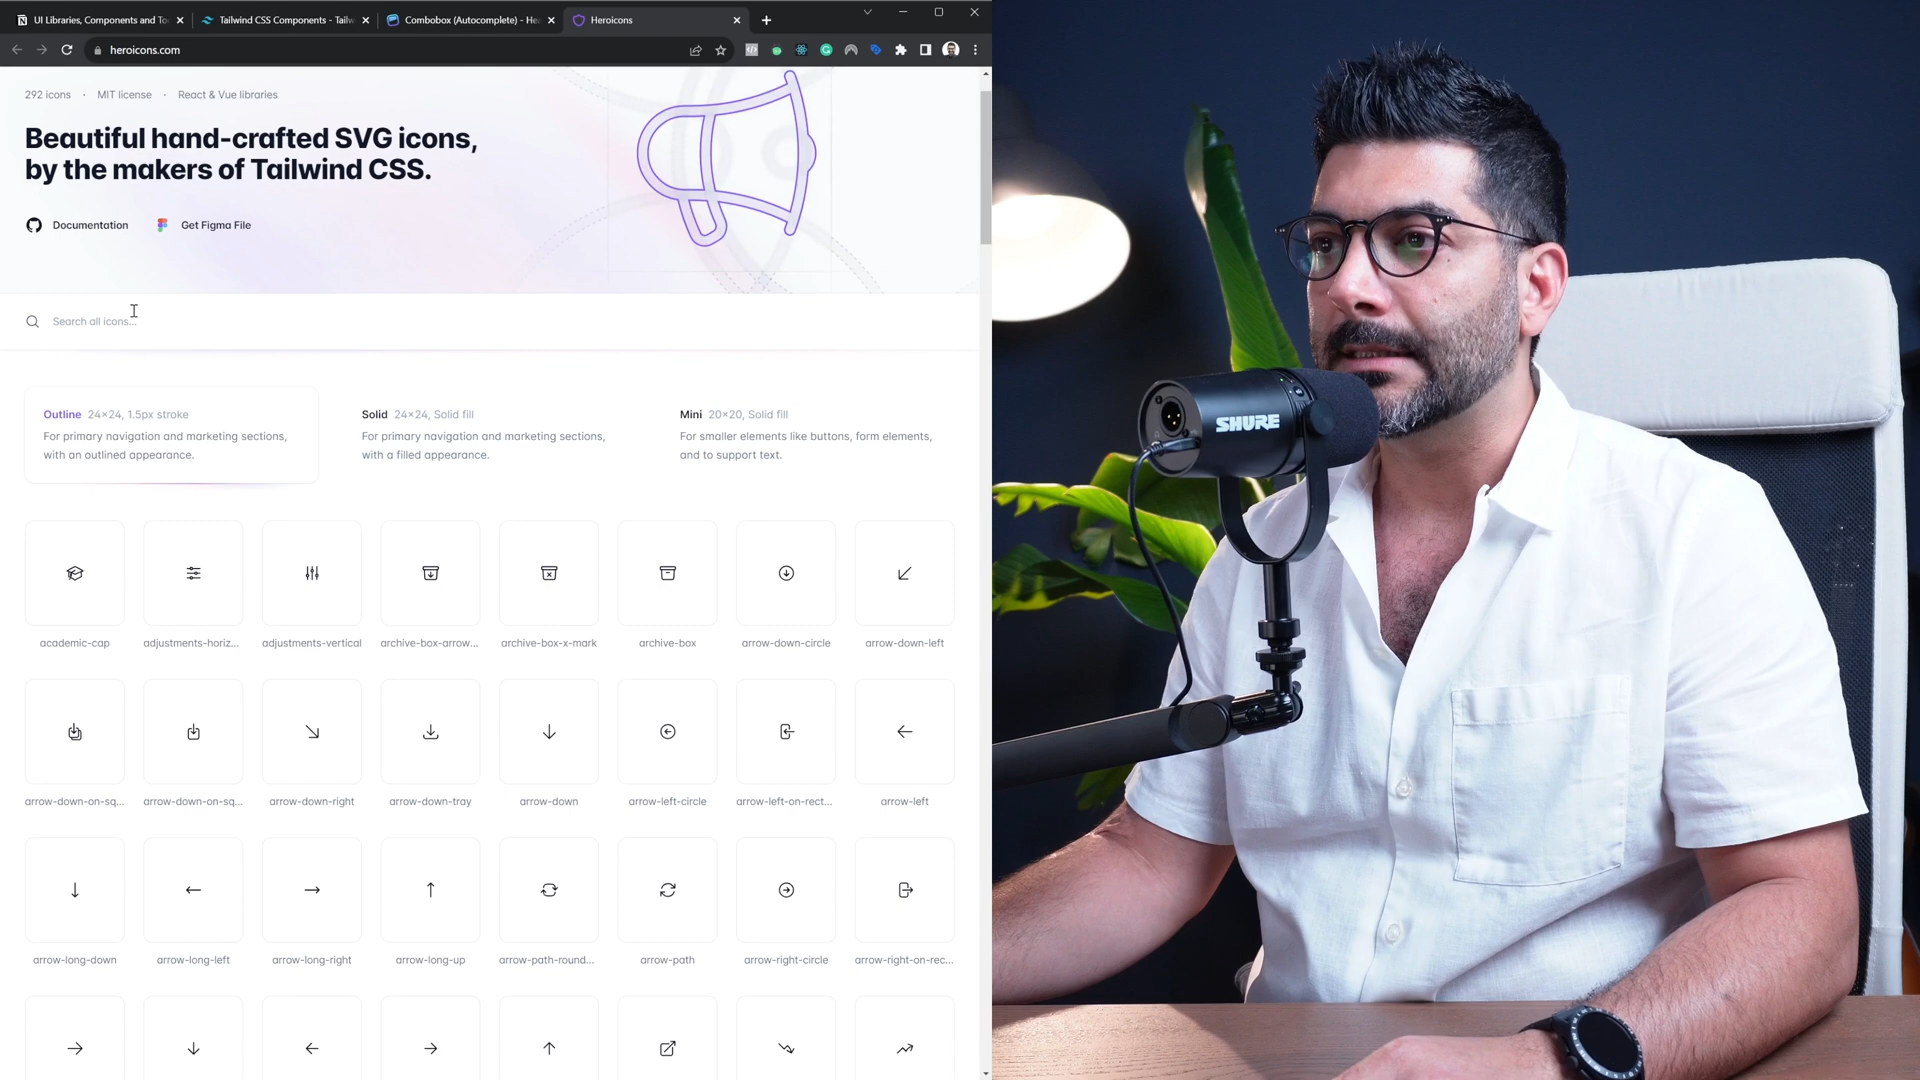 UI Libraries, Components and To
Tailwind CSS Components - Tailw
Combobox (Autocomplete) - He
Heroicons
heroicons.com
292 icons · MIT license · React & Vue libraries
Beautiful hand-crafted SVG icons,
by the makers of Tailwind CSS.
Documentation
Get Figma File
Search all icons...
Outline 24×24, 1.5px stroke
For primary navigation and marketing sections,
with an outlined appearance.
Solid 24×24, Solid fill
For primary navigation and marketing sections,
with a filled appearance.
Mini 20×20, Solid fill
For smaller elements like buttons, form elements,
and to support text.
academic-cap
adjustments-horiz...
adjustments-vertical
archive-box-arrow...
archive-box-x-mark
archive-box
arrow-down-circle
arrow-down-left
arrow-down-on-sq...
arrow-down-on-sq...
arrow-down-right
arrow-down-tray
arrow-down
arrow-left-circle
arrow-left-on-rect...
arrow-left
arrow-long-down
arrow-long-left
arrow-long-right
arrow-long-up
arrow-path-round...
arrow-path
arrow-right-circle
arrow-right-on-rec...
SHURE